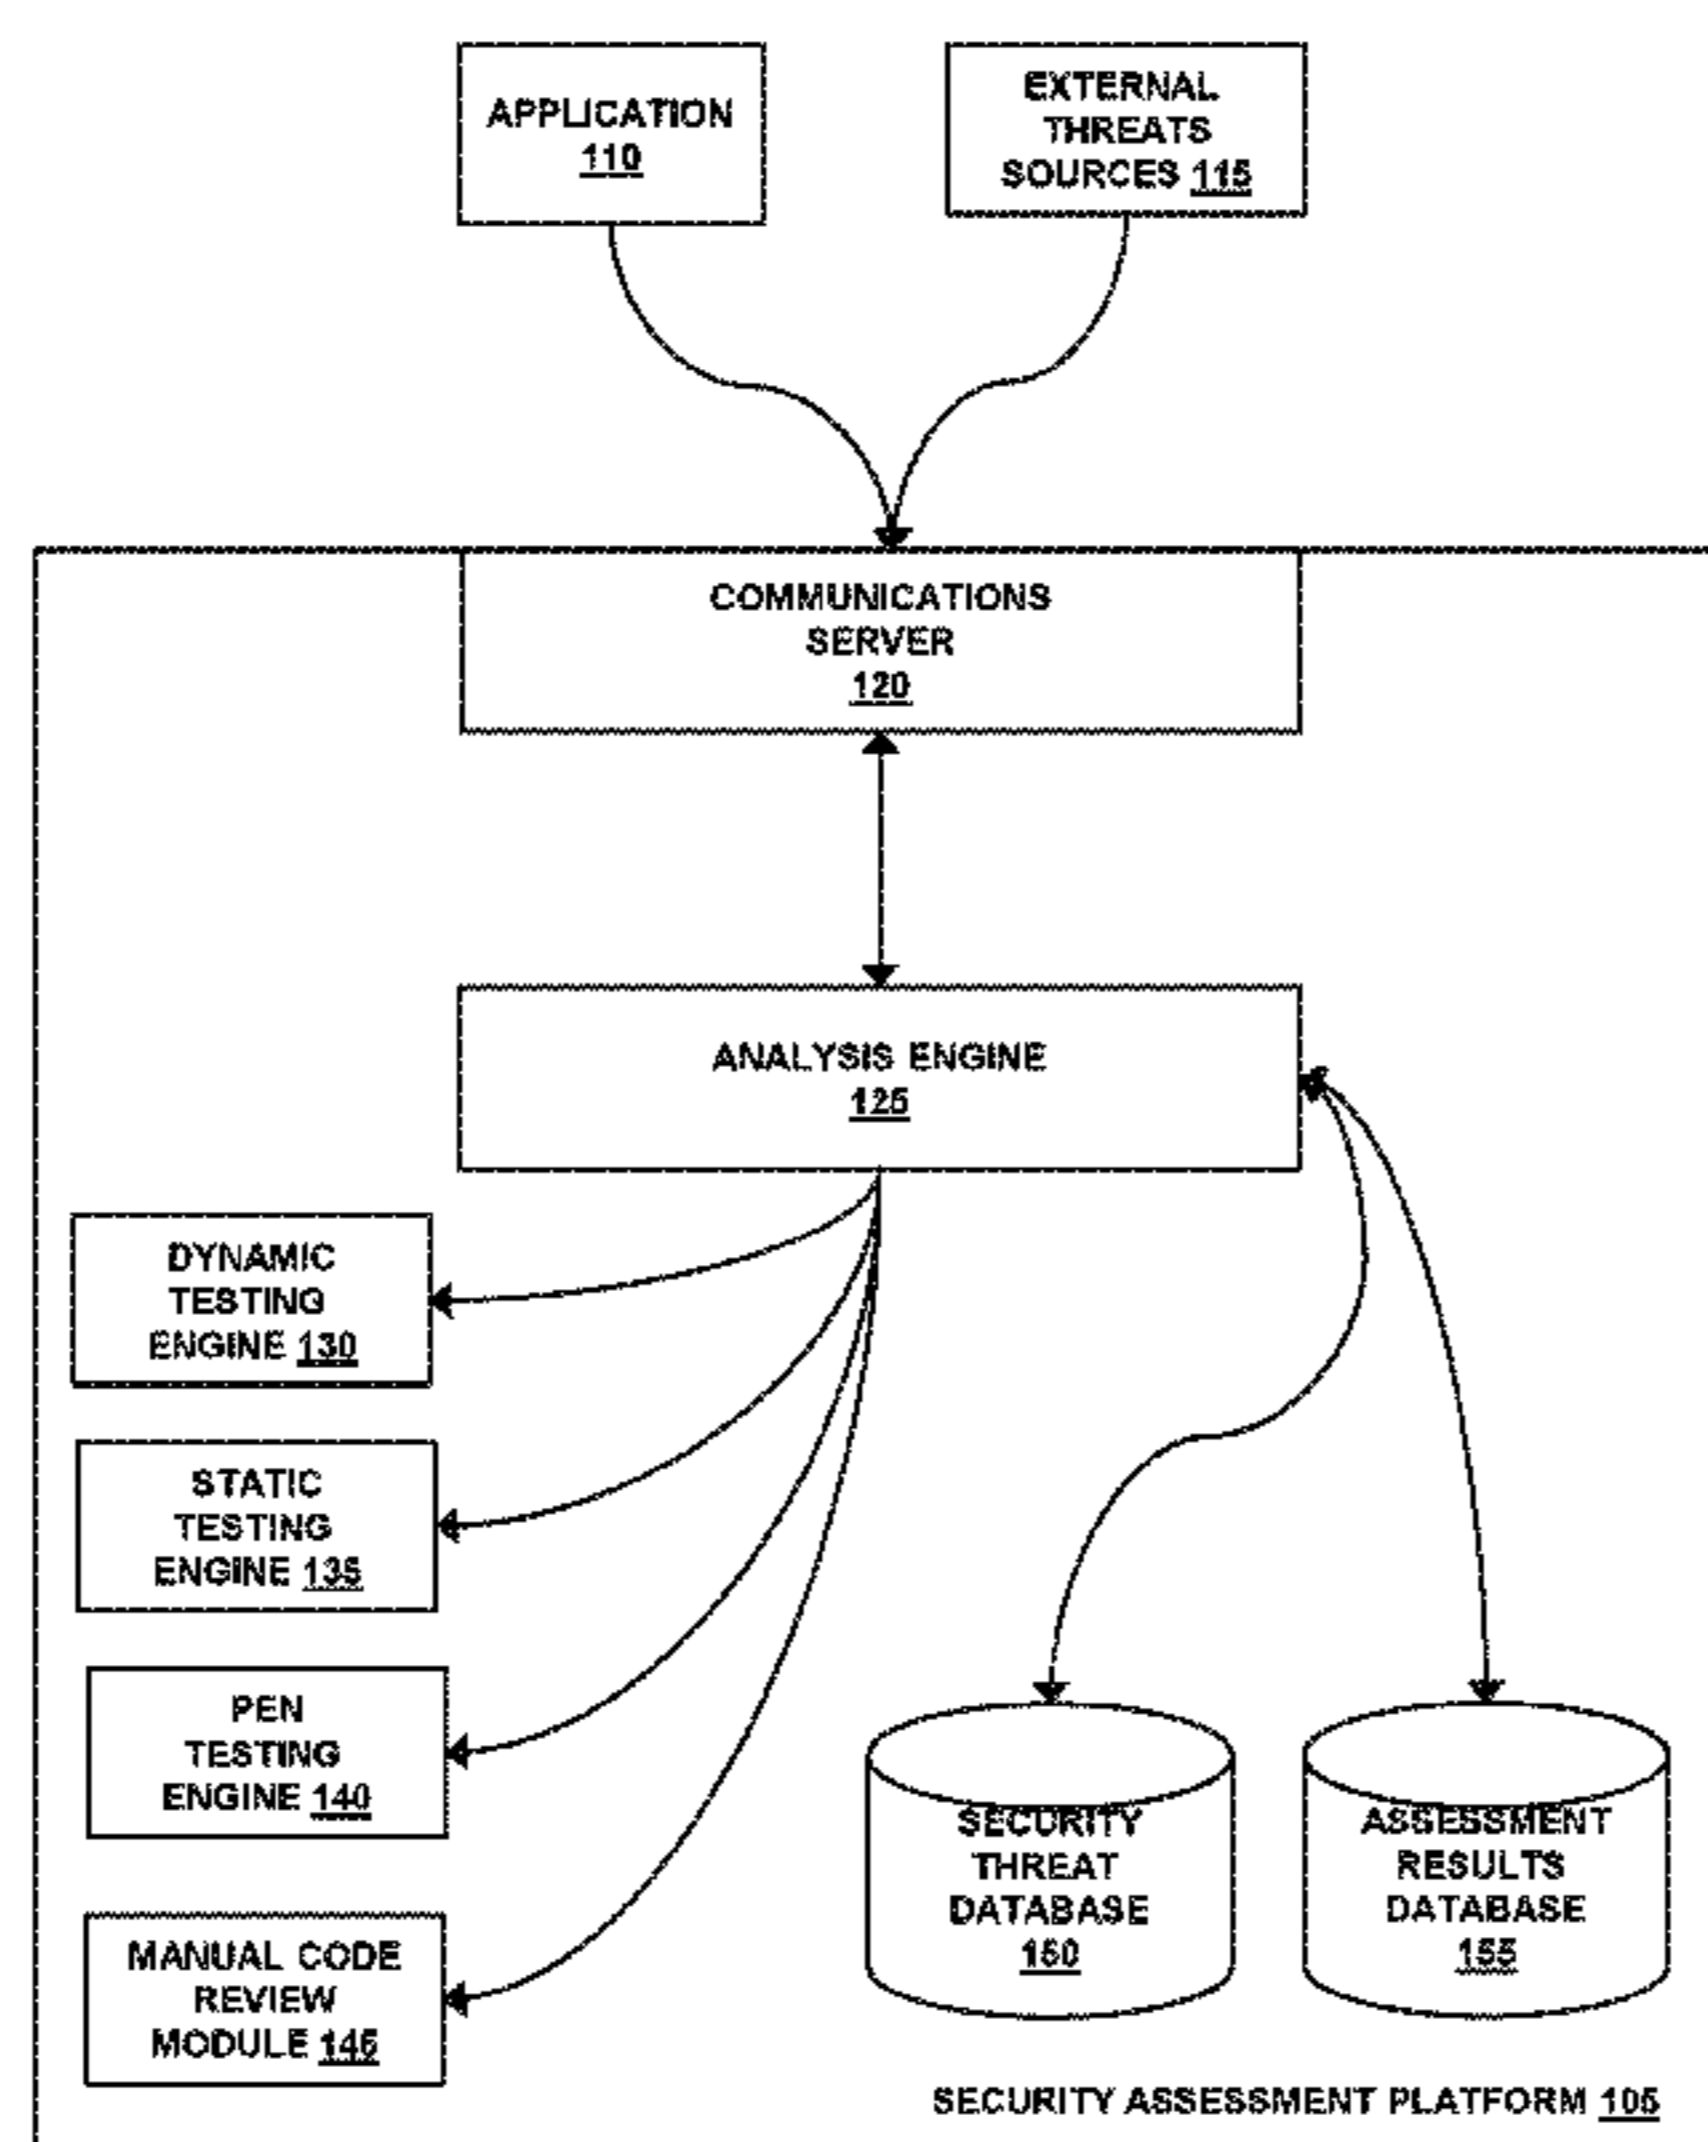 APPLICATION
110
EXTERNAL
THREATS
SOURCES 115
COMMUNICATIONS
SERVER
120
ANALYSIS ENGINE
125
DYNAMIC
TESTING
ENGINE 130
STATIC
TESTING
ENGINE 135
PEN
TESTING
ENGINE 140
MANUAL CODE
REVIEW
MODULE 145
SECURITY
THREAT
DATABASE
150
ASSESSMENT
RESULTS
DATABASE
155
SECURITY ASSESSMENT PLATFORM 105